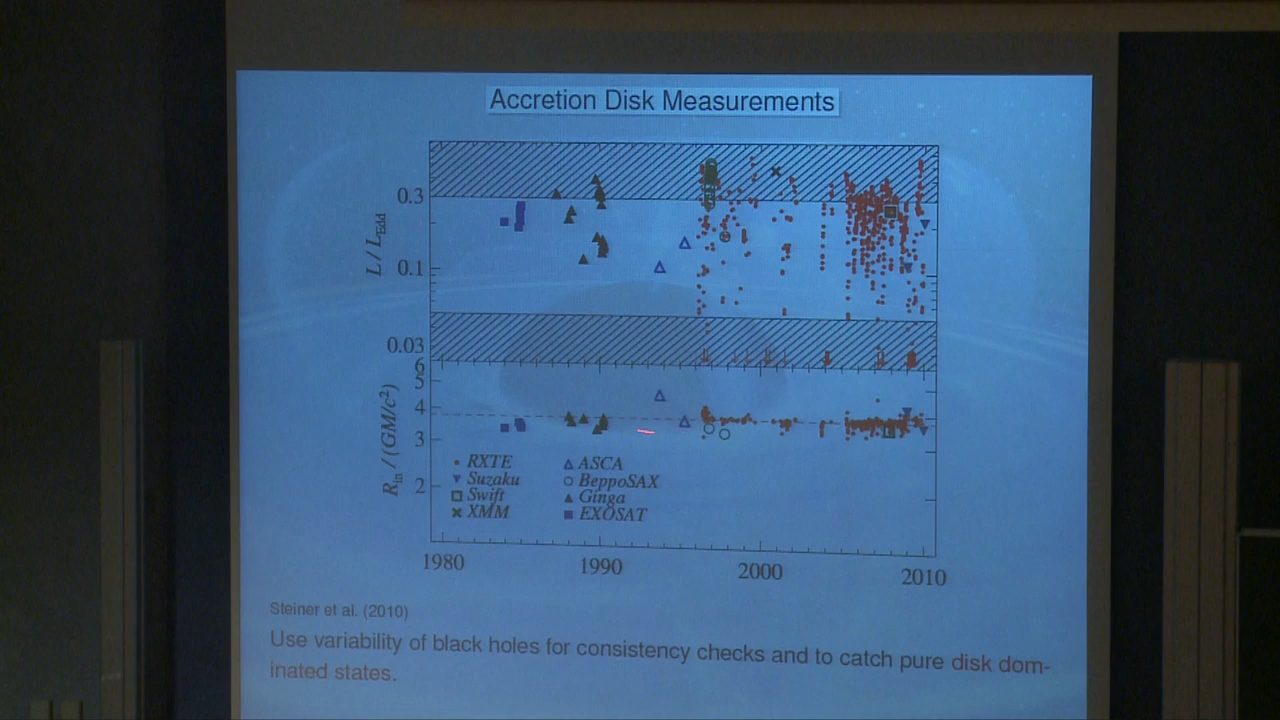 Accretion Disk Measurements
0.3
L / L_Edd
0.1
0.03
6
5
4
R_in / (GM/c²)
3
2
RXTE
ASCA
Suzaku
BeppoSAX
Swift
Ginga
XMM
EXOSAT
1980
1990
2000
2010
Steiner et al. (2010)
Use variability of black holes for consistency checks and to catch pure disk dom-
inated states.